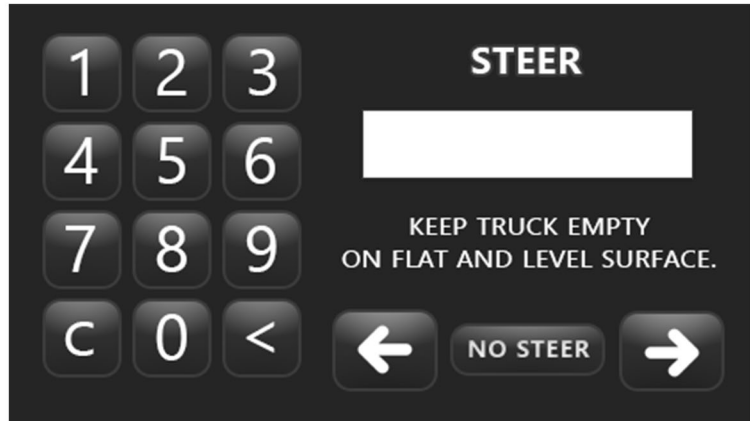 1 2 3
4 5 6
7 8 9
C 0 <
STEER
KEEP TRUCK EMPTY
ON FLAT AND LEVEL SURFACE.
NO STEER